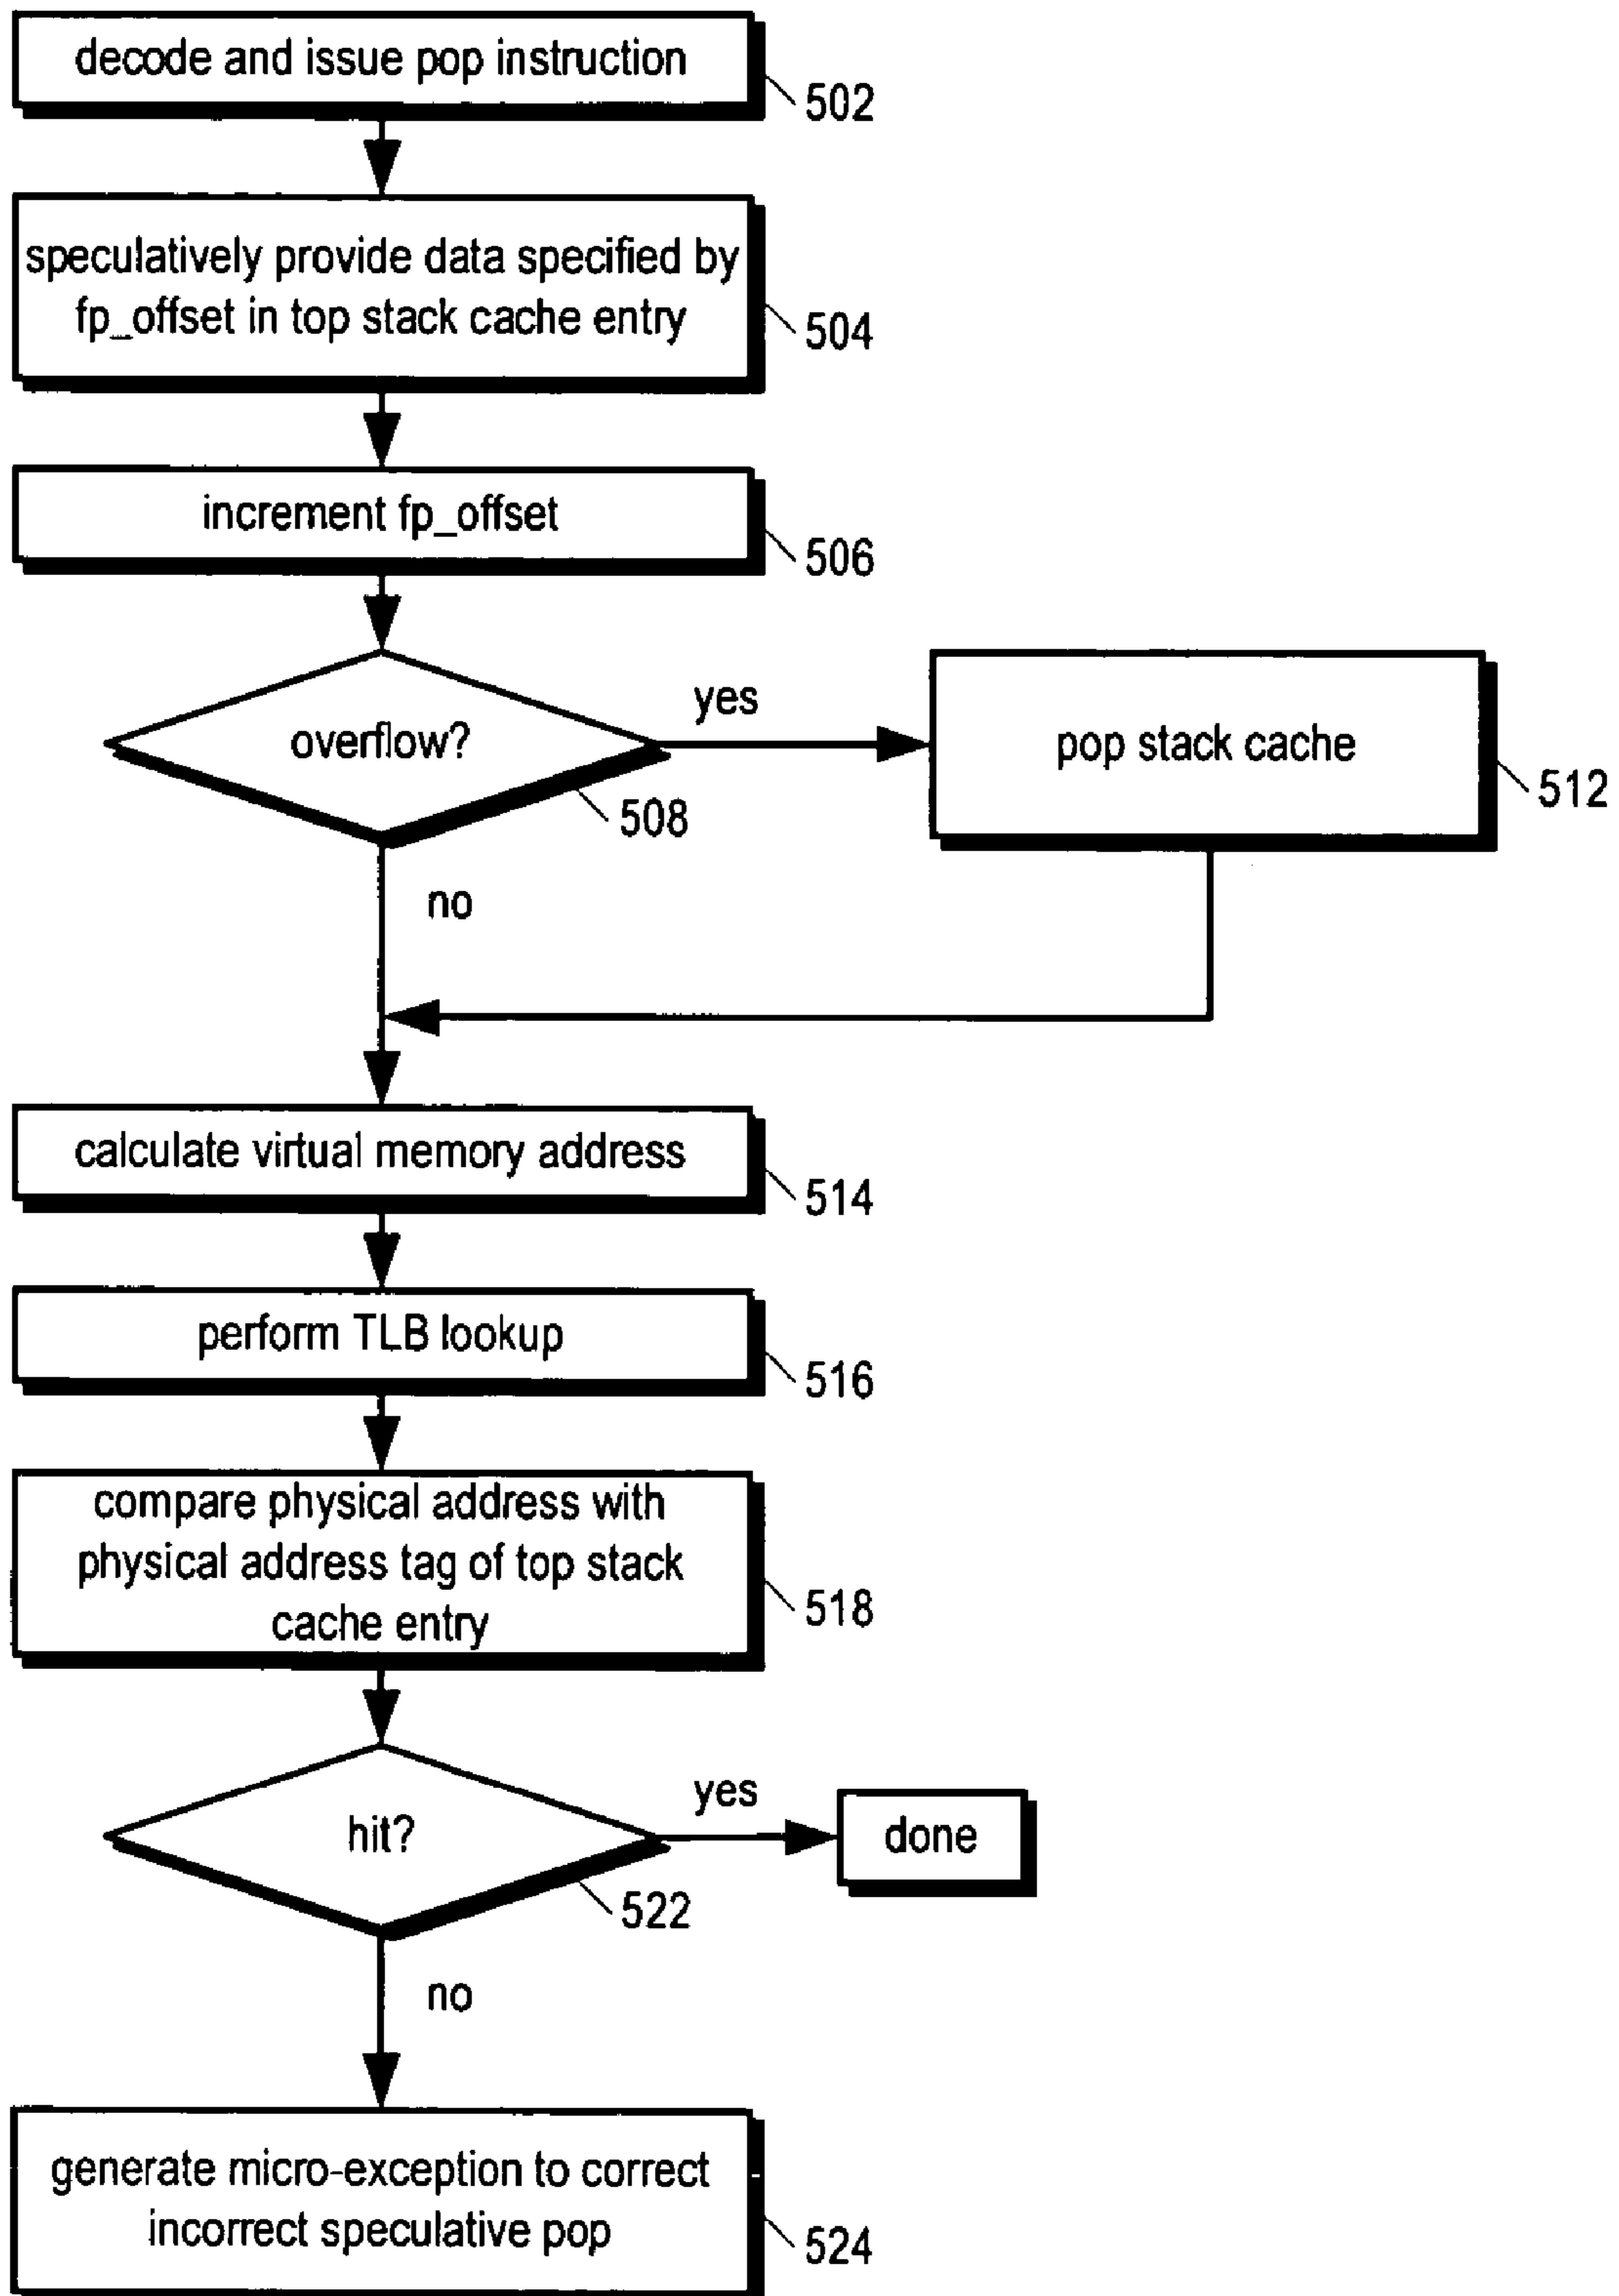 decode and issue pop instruction
502
speculatively provide data specified by
fp_offset in top stack cache entry
504
increment fp_offset
506
overflow?
508
yes
pop stack cache
512
no
calculate virtual memory address
514
perform TLB lookup
516
compare physical address with
physical address tag of top stack
cache entry
518
hit?
522
yes
done
no
generate micro-exception to correct
incorrect speculative pop
524